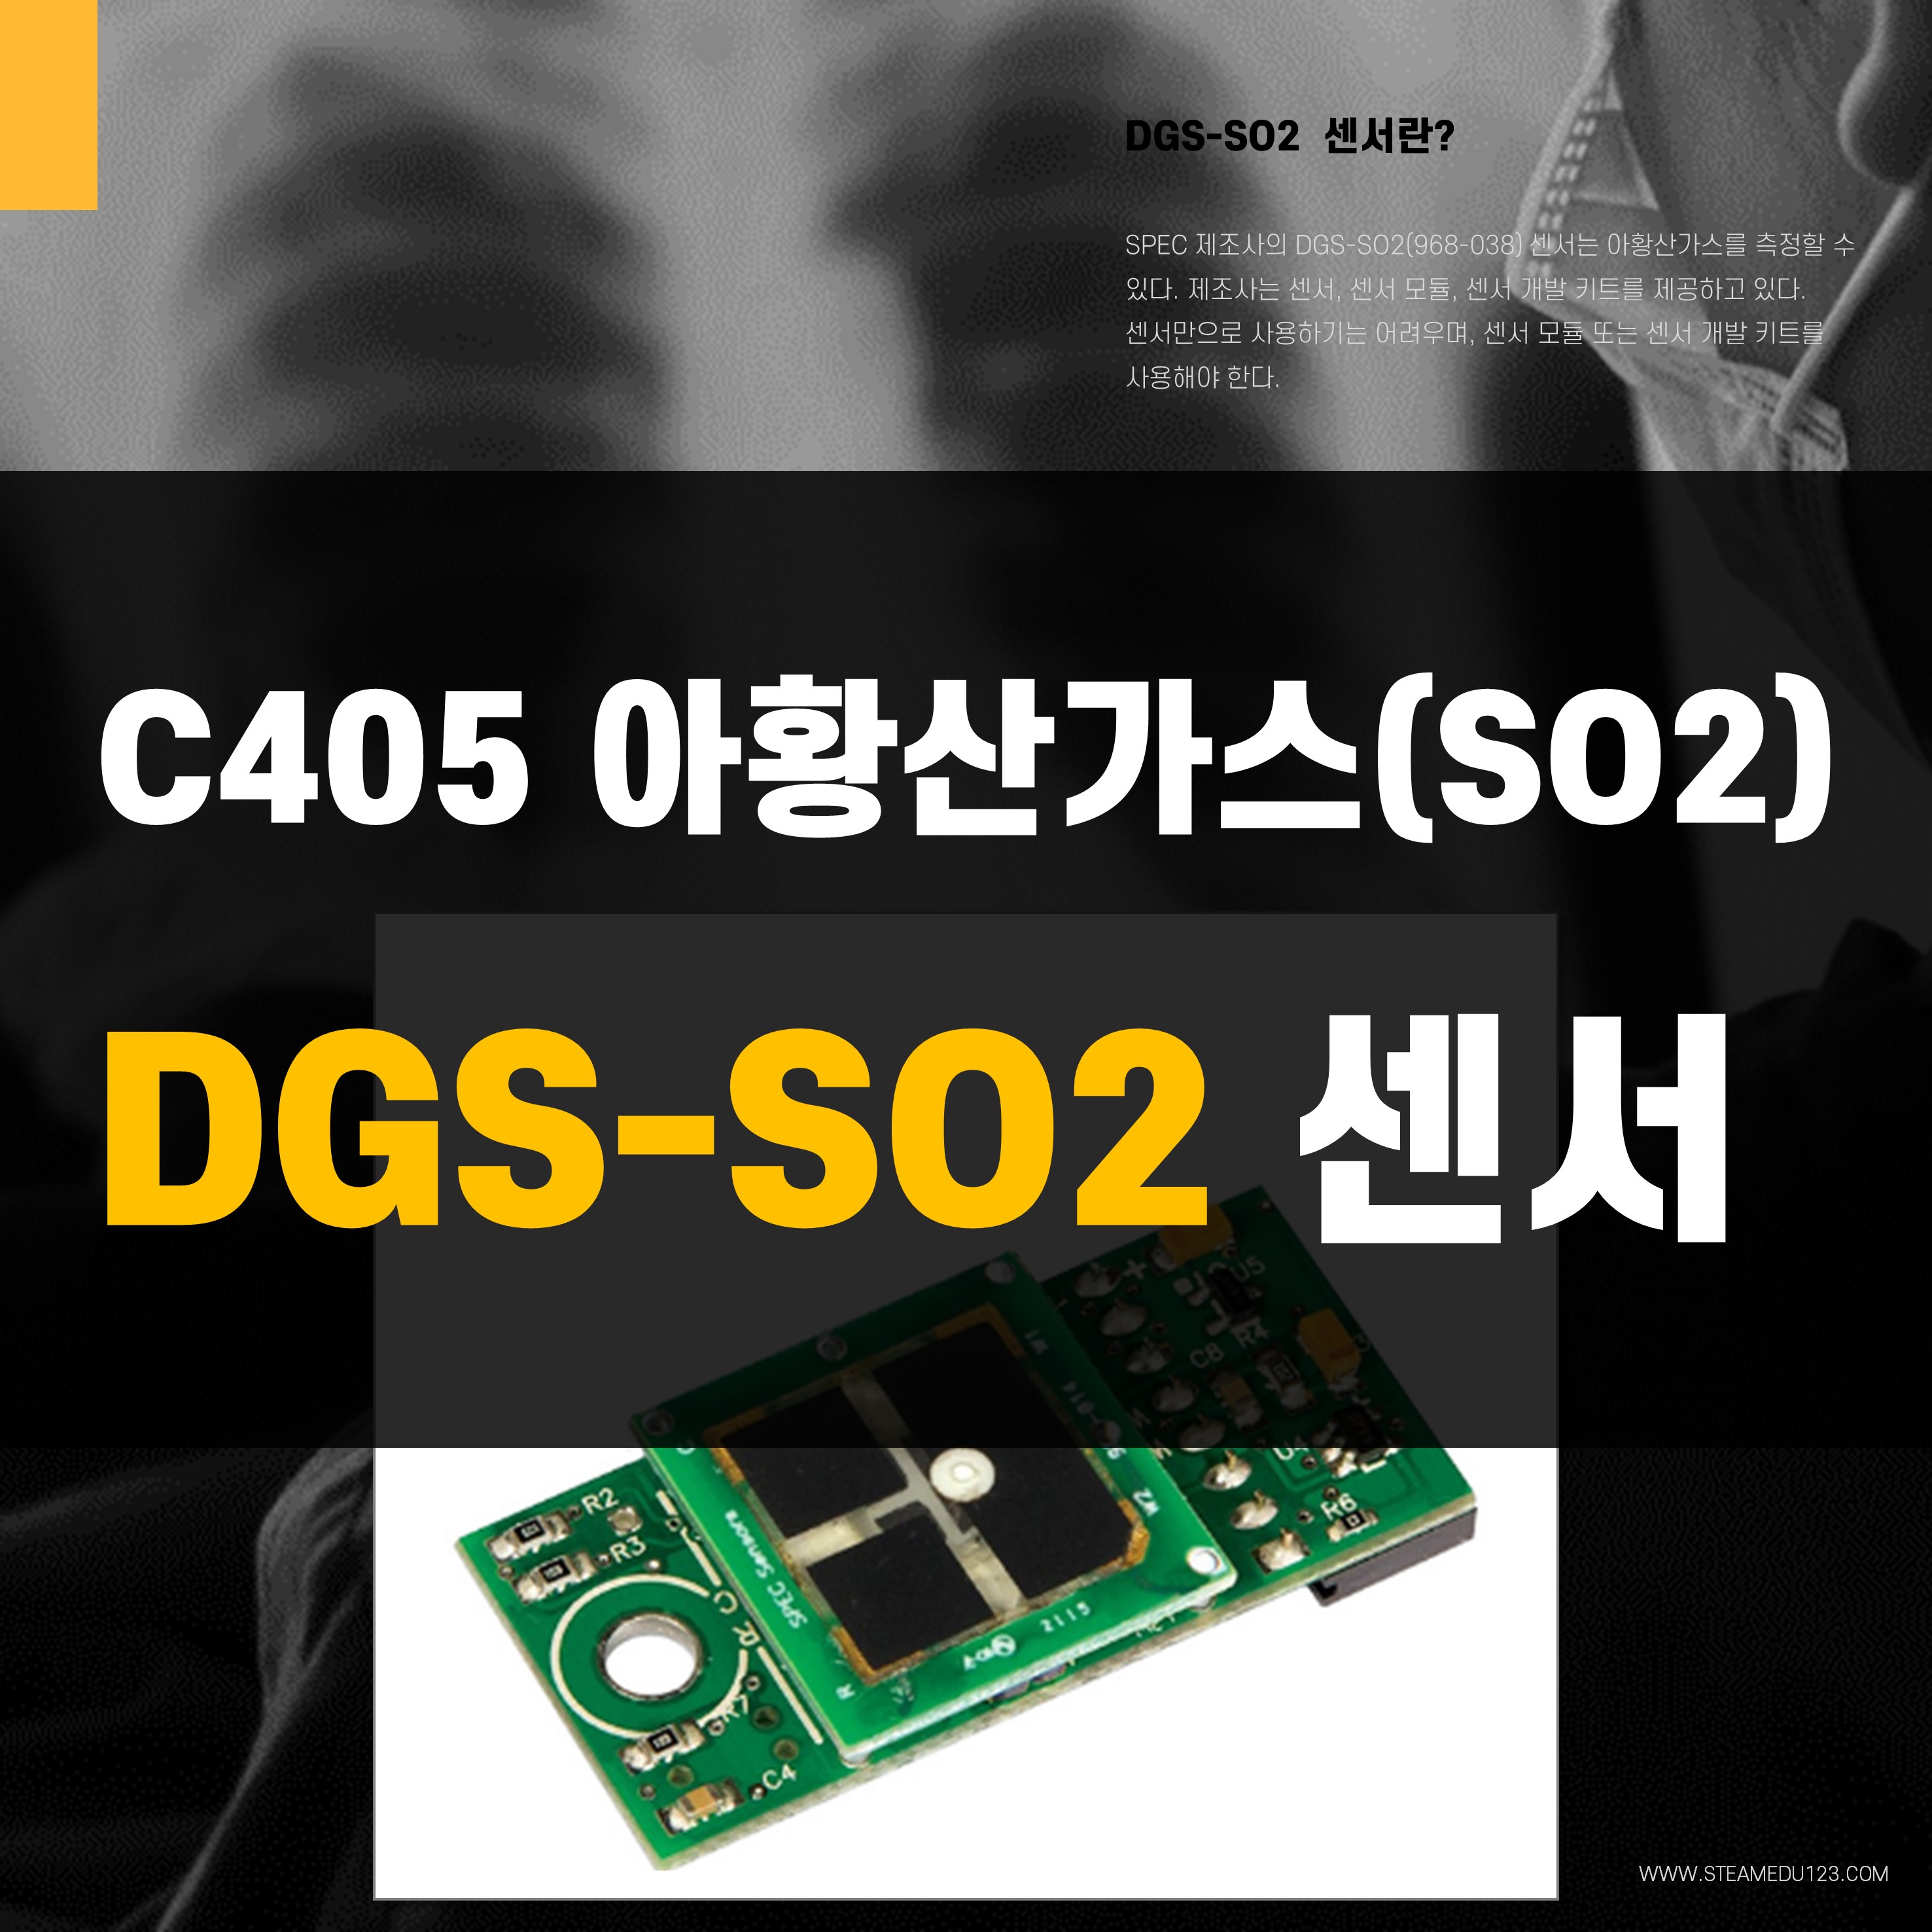 DGS-SO2 센서란?
SPEC 제조사의 DGS-SO2(968-038) 센서는 아황산가스를 측정할 수
있다. 제조사는 센서, 센서 모듈, 센서 개발 키트를 제공하고 있다.
센서만으로 사용하기는 어려우며, 센서 모듈 또는 센서 개발 키트를
사용해야 한다.
C405 아황산가스(SO2)
DGS-SO2 센서
U5
R4
C8
W1
W2
R6
R2
R3
SPEC Sensors
2115
R
R7
C4
WWW.STEAMEDU123.COM